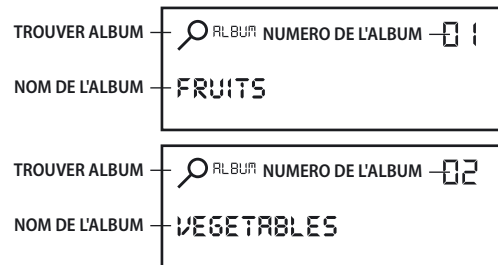 TROUVER ALBUM ALBUM NUMERO DE L'ALBUM 01
NOM DE L'ALBUM FRUITS
TROUVER ALBUM ALBUM NUMERO DE L'ALBUM 02
NOM DE L'ALBUM VEGETABLES